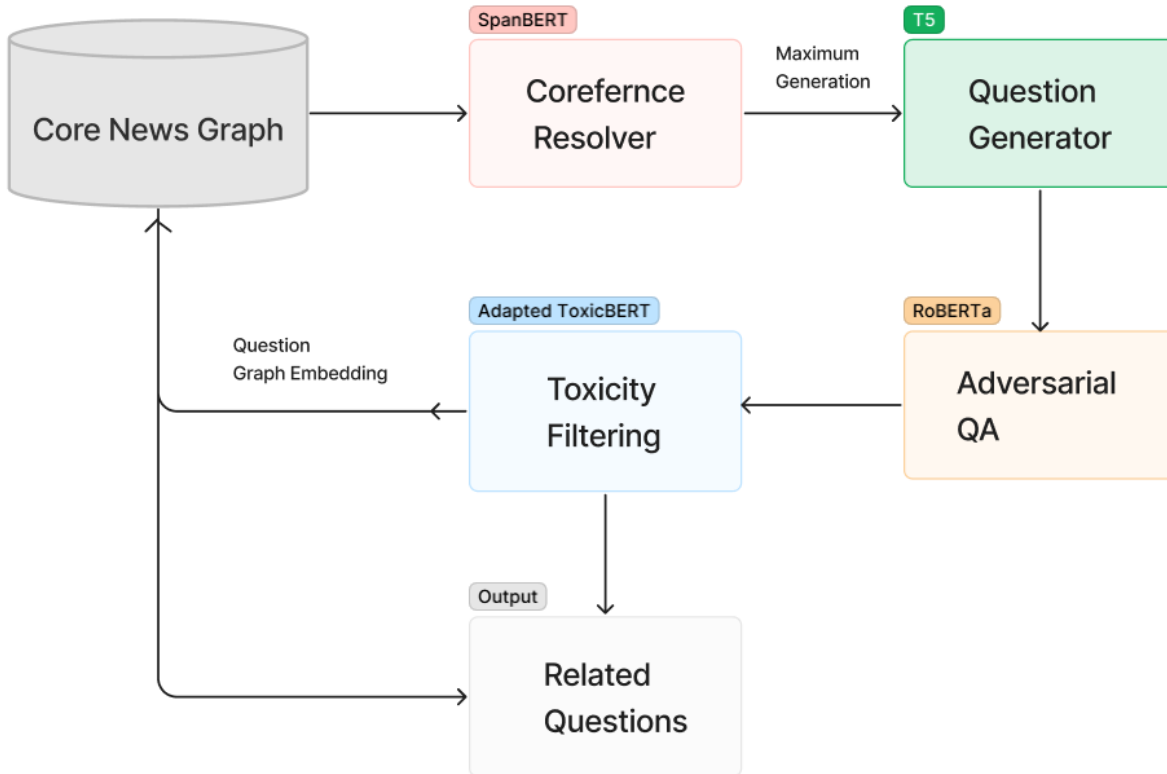 SpanBERT
T5
Core News Graph
Corefernce
Resolver
Maximum
Generation
Question
Generator
Adapted ToxicBERT
RoBERTa
Question
Graph Embedding
Toxicity
Filtering
Adversarial
QA
Output
Related
Questions